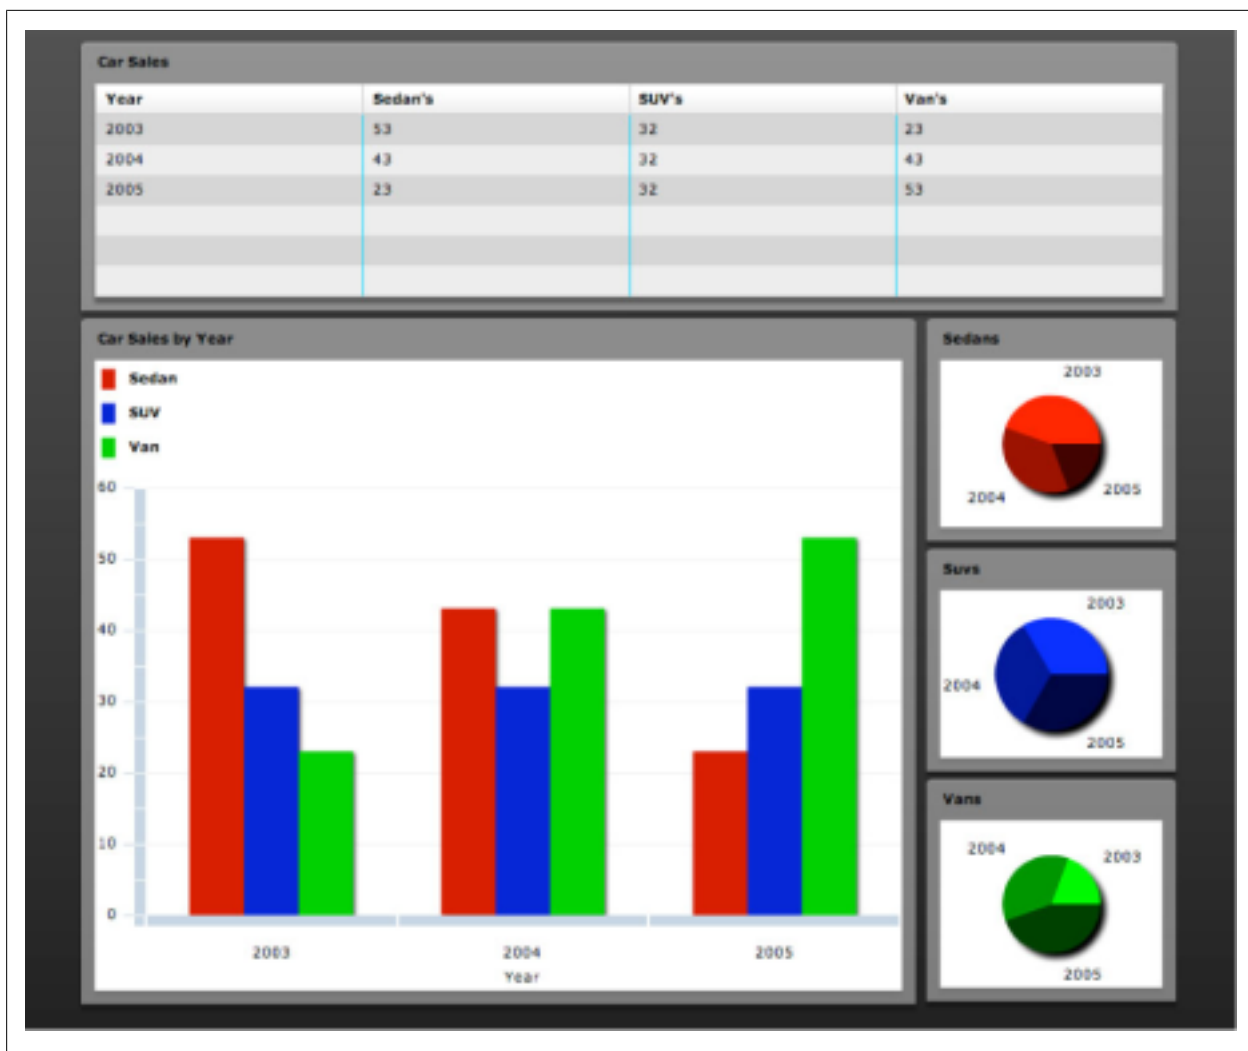 Car Sales
Year Sedan's SUV's Van's
2003 53 32 23
2004 43 32 43
2005 23 32 53
Car Sales by Year
Sedan
SUV
Van
60
50
40
30
20
10
0
2003 2004 2005
Year
Sedans
2003
2004 2005
Suvs
2003
2004
2005
Vans
2004 2003
2005